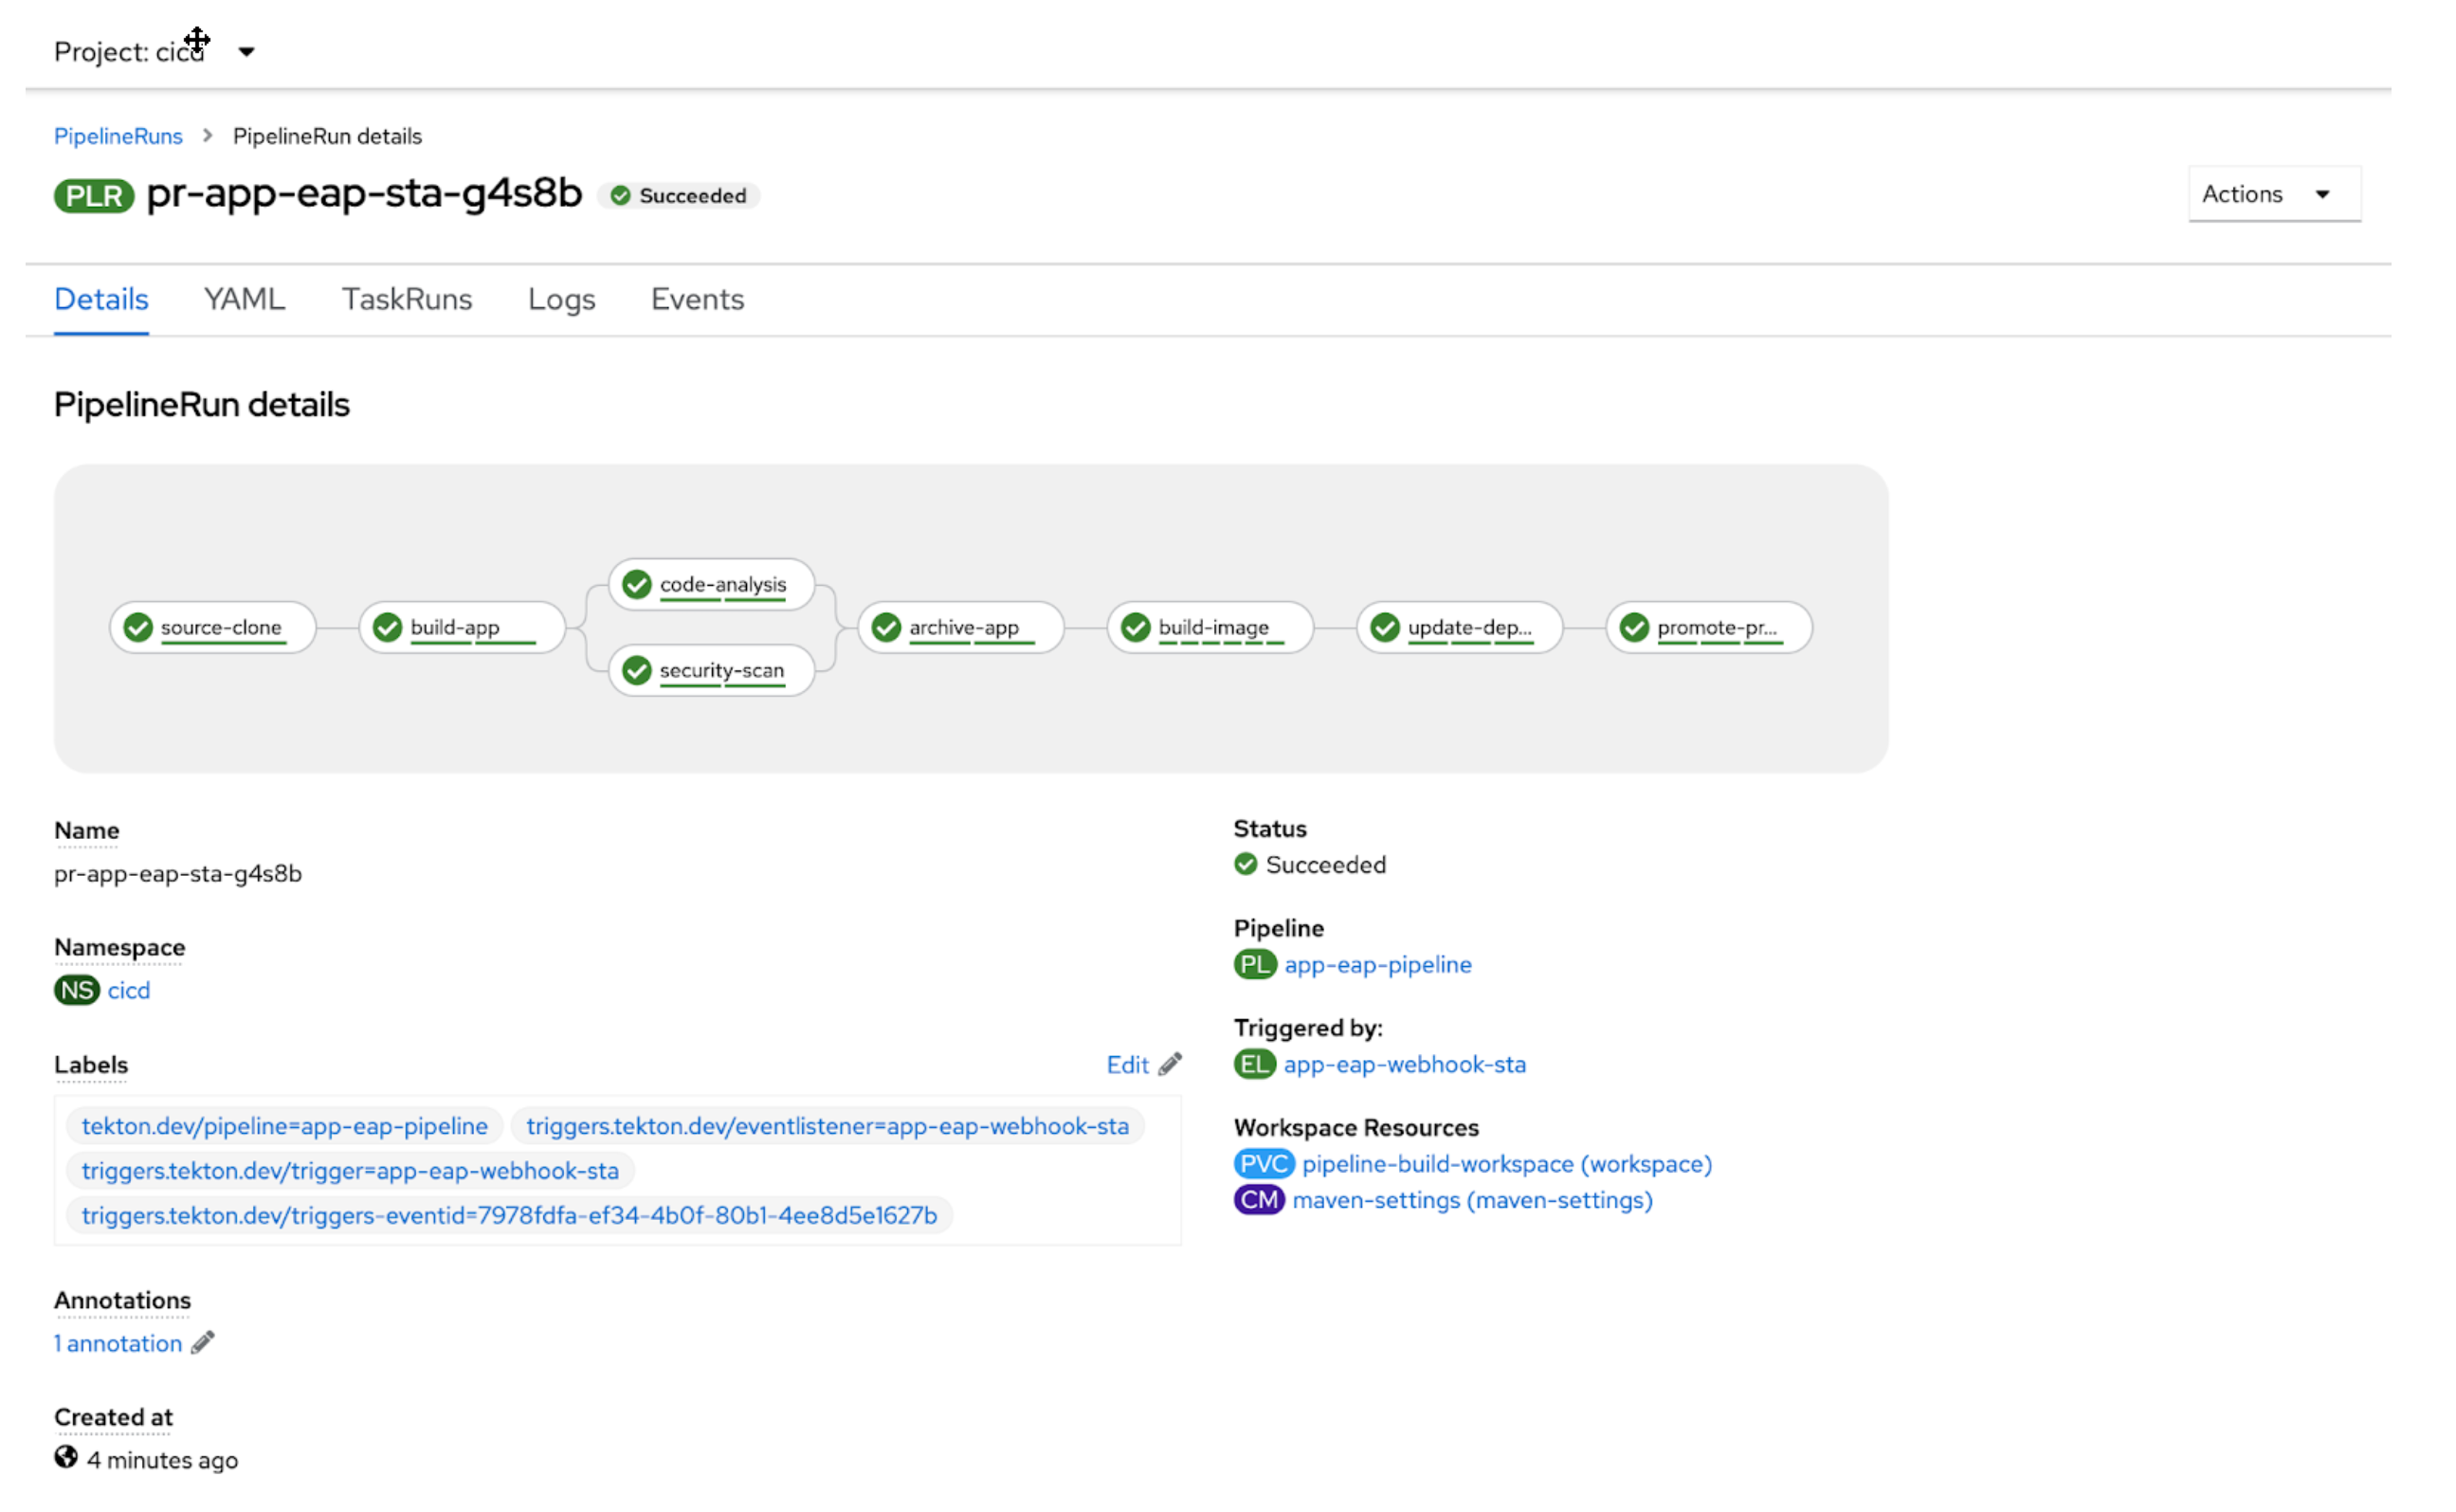 Project: cicd
PipelineRuns > PipelineRun details
PLR pr-app-eap-sta-g4s8b Succeeded
Actions
Details YAML TaskRuns Logs Events
PipelineRun details
code-analysis
source-clone build-app archive-app build-image update-dep... promote-pr...
security-scan
Name
pr-app-eap-sta-g4s8b
Namespace
NS cicd
Labels Edit
tekton.dev/pipeline=app-eap-pipeline triggers.tekton.dev/eventlistener=app-eap-webhook-sta
triggers.tekton.dev/trigger=app-eap-webhook-sta
triggers.tekton.dev/triggers-eventid=7978fdfa-ef34-4b0f-80b1-4ee8d5e1627b
Annotations
1 annotation
Created at
4 minutes ago
Status
Succeeded
Pipeline
PL app-eap-pipeline
Triggered by:
EL app-eap-webhook-sta
Workspace Resources
PVC pipeline-build-workspace (workspace)
CM maven-settings (maven-settings)